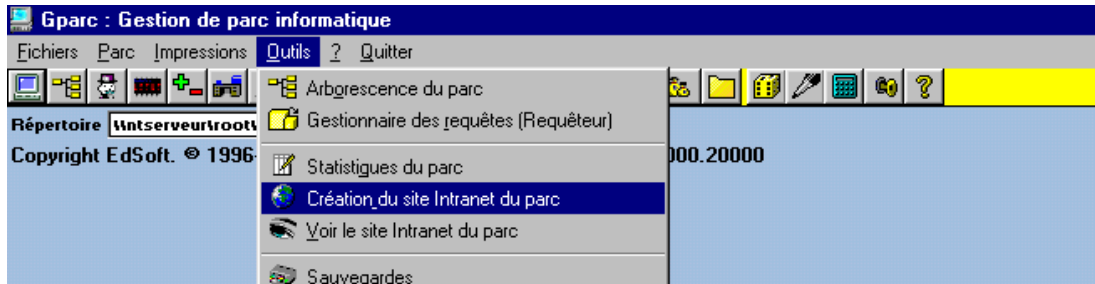 Gparc : Gestion de parc informatique
Fichiers Parc Impressions Outils ? Quitter
Arborescence du parc
Répertoire \\ntserveur\root\
Gestionnaire des requêtes (Requêteur)
Copyright EdSoft. © 1996- 000.20000
Statistiques du parc
Création du site Intranet du parc
Voir le site Intranet du parc
Sauvegardes